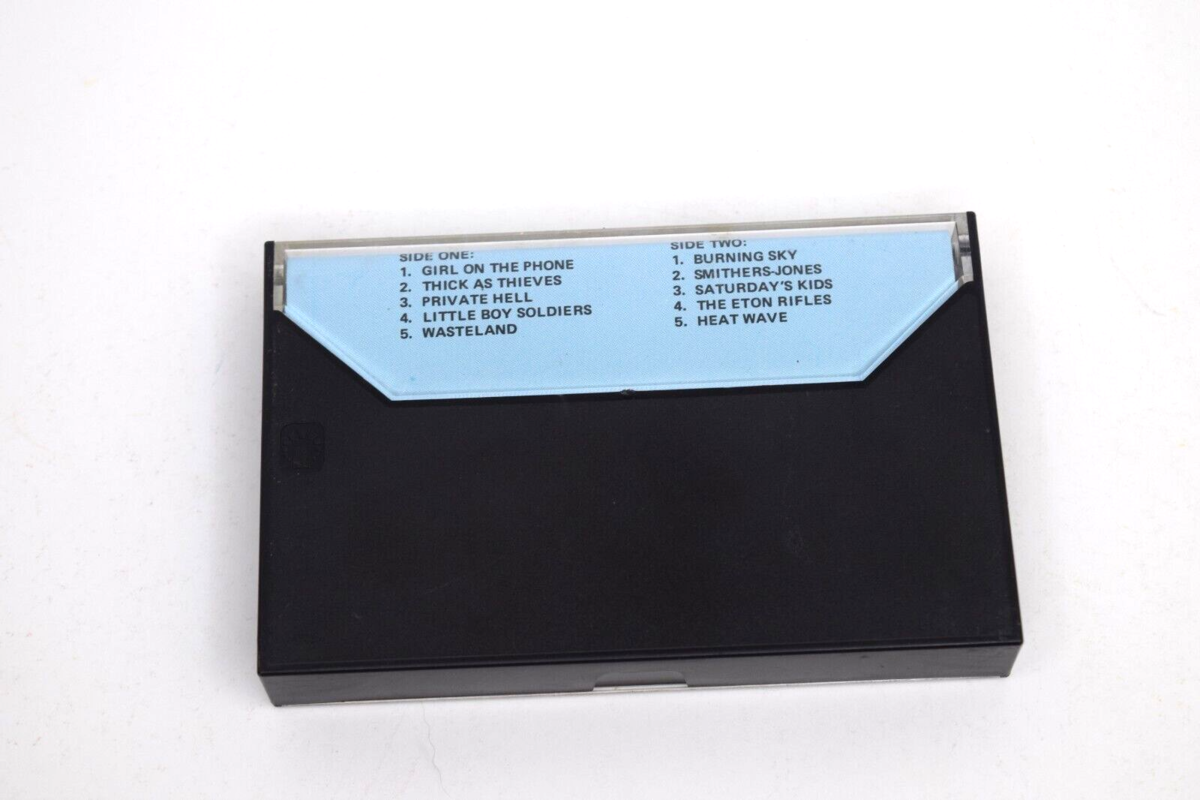 SIDE ONE:
1. GIRL ON THE PHONE
2. THICK AS THIEVES
3. PRIVATE HELL
4. LITTLE BOY SOLDIERS
5. WASTELAND
SIDE TWO:
1. BURNING SKY
2. SMITHERS-JONES
3. SATURDAY'S KIDS
4. THE ETON RIFLES
5. HEAT WAVE